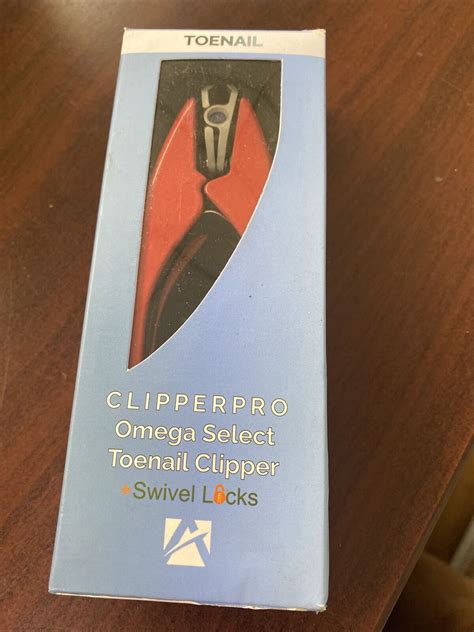 TOENAIL
CLIPPERPRO
Omega Select
Toenail Clipper
+Swivel Locks